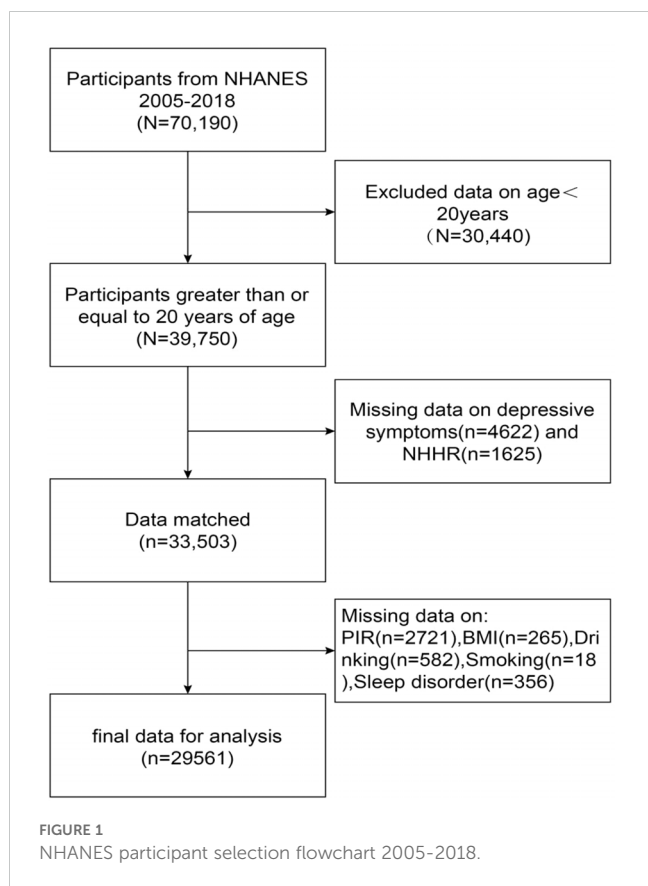 Participants from NHANES
2005-2018
(N=70,190)
Excluded data on age＜
20years
（N=30,440)
Participants greater than or
equal to 20 years of age
(N=39,750)
Missing data on depressive
symptoms(n=4622) and
NHHR(n=1625)
Data matched
(n=33,503)
Missing data on:
PIR(n=2721),BMI(n=265),Dri
nking(n=582),Smoking(n=18
),Sleep disorder(n=356)
final data for analysis
(n=29561)
FIGURE 1
NHANES participant selection flowchart 2005-2018.